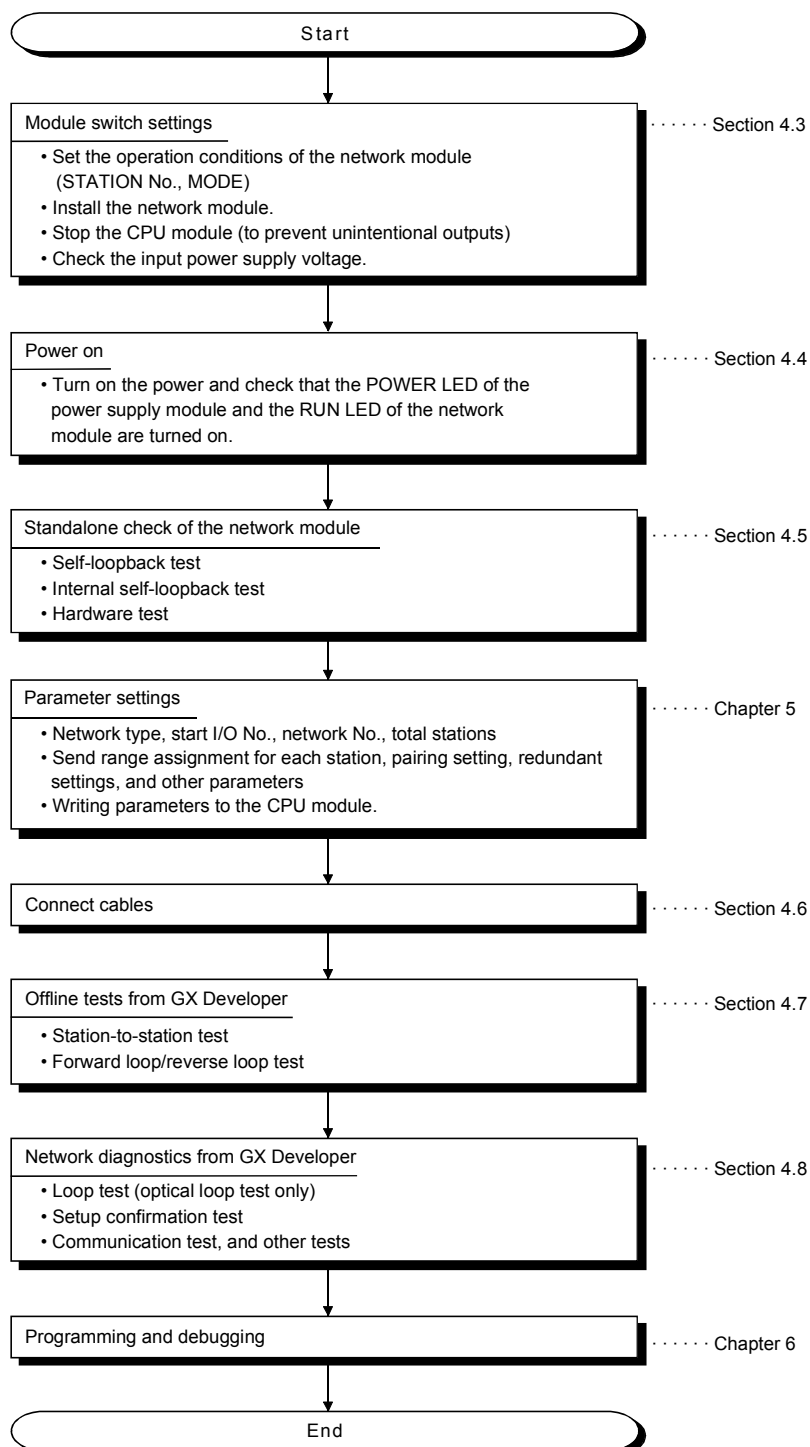 Start
Module switch settings ······ Section 4.3
• Set the operation conditions of the network module
(STATION No., MODE)
• Install the network module.
• Stop the CPU module (to prevent unintentional outputs)
• Check the input power supply voltage.
Power on ······ Section 4.4
• Turn on the power and check that the POWER LED of the
power supply module and the RUN LED of the network
module are turned on.
Standalone check of the network module ······ Section 4.5
• Self-loopback test
• Internal self-loopback test
• Hardware test
Parameter settings ······ Chapter 5
• Network type, start I/O No., network No., total stations
• Send range assignment for each station, pairing setting, redundant
settings, and other parameters
• Writing parameters to the CPU module.
Connect cables ······ Section 4.6
Offline tests from GX Developer ······ Section 4.7
• Station-to-station test
• Forward loop/reverse loop test
Network diagnostics from GX Developer ······ Section 4.8
• Loop test (optical loop test only)
• Setup confirmation test
• Communication test, and other tests
Programming and debugging ······ Chapter 6
End